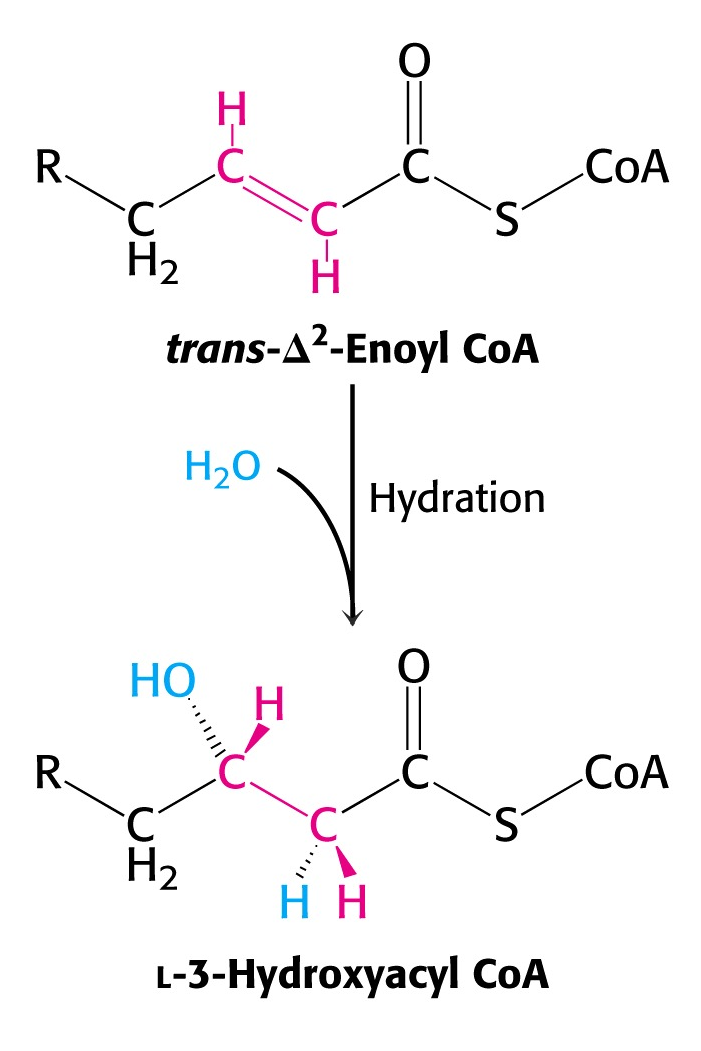 O
H
R C C CoA
C C S
H₂ H
trans-Δ²-Enoyl CoA
H₂O
Hydration
O
HO H
R C C CoA
C C S
H₂ H H
L-3-Hydroxyacyl CoA